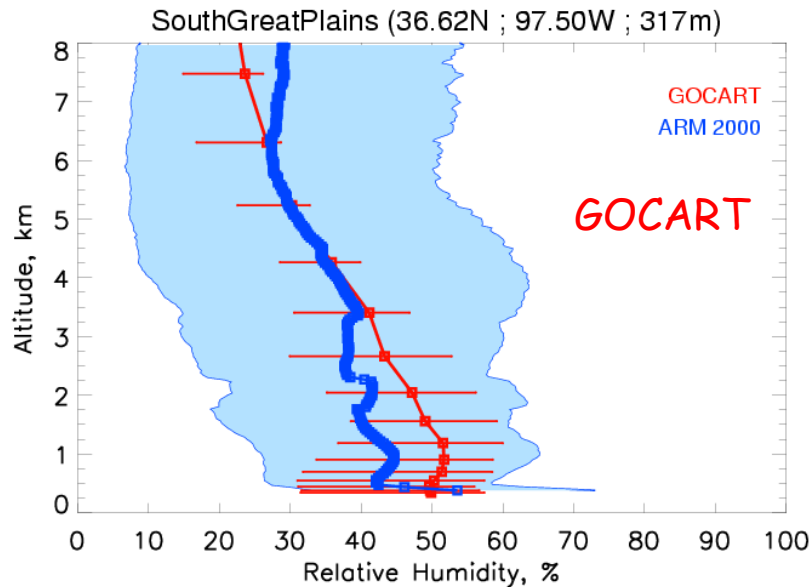 SouthGreatPlains (36.62N ; 97.50W ; 317m)
8
7
6
5
4
3
2
1
0
Altitude, km
GOCART
ARM 2000
GOCART
0 10 20 30 40 50 60 70 80 90 100
Relative Humidity, %